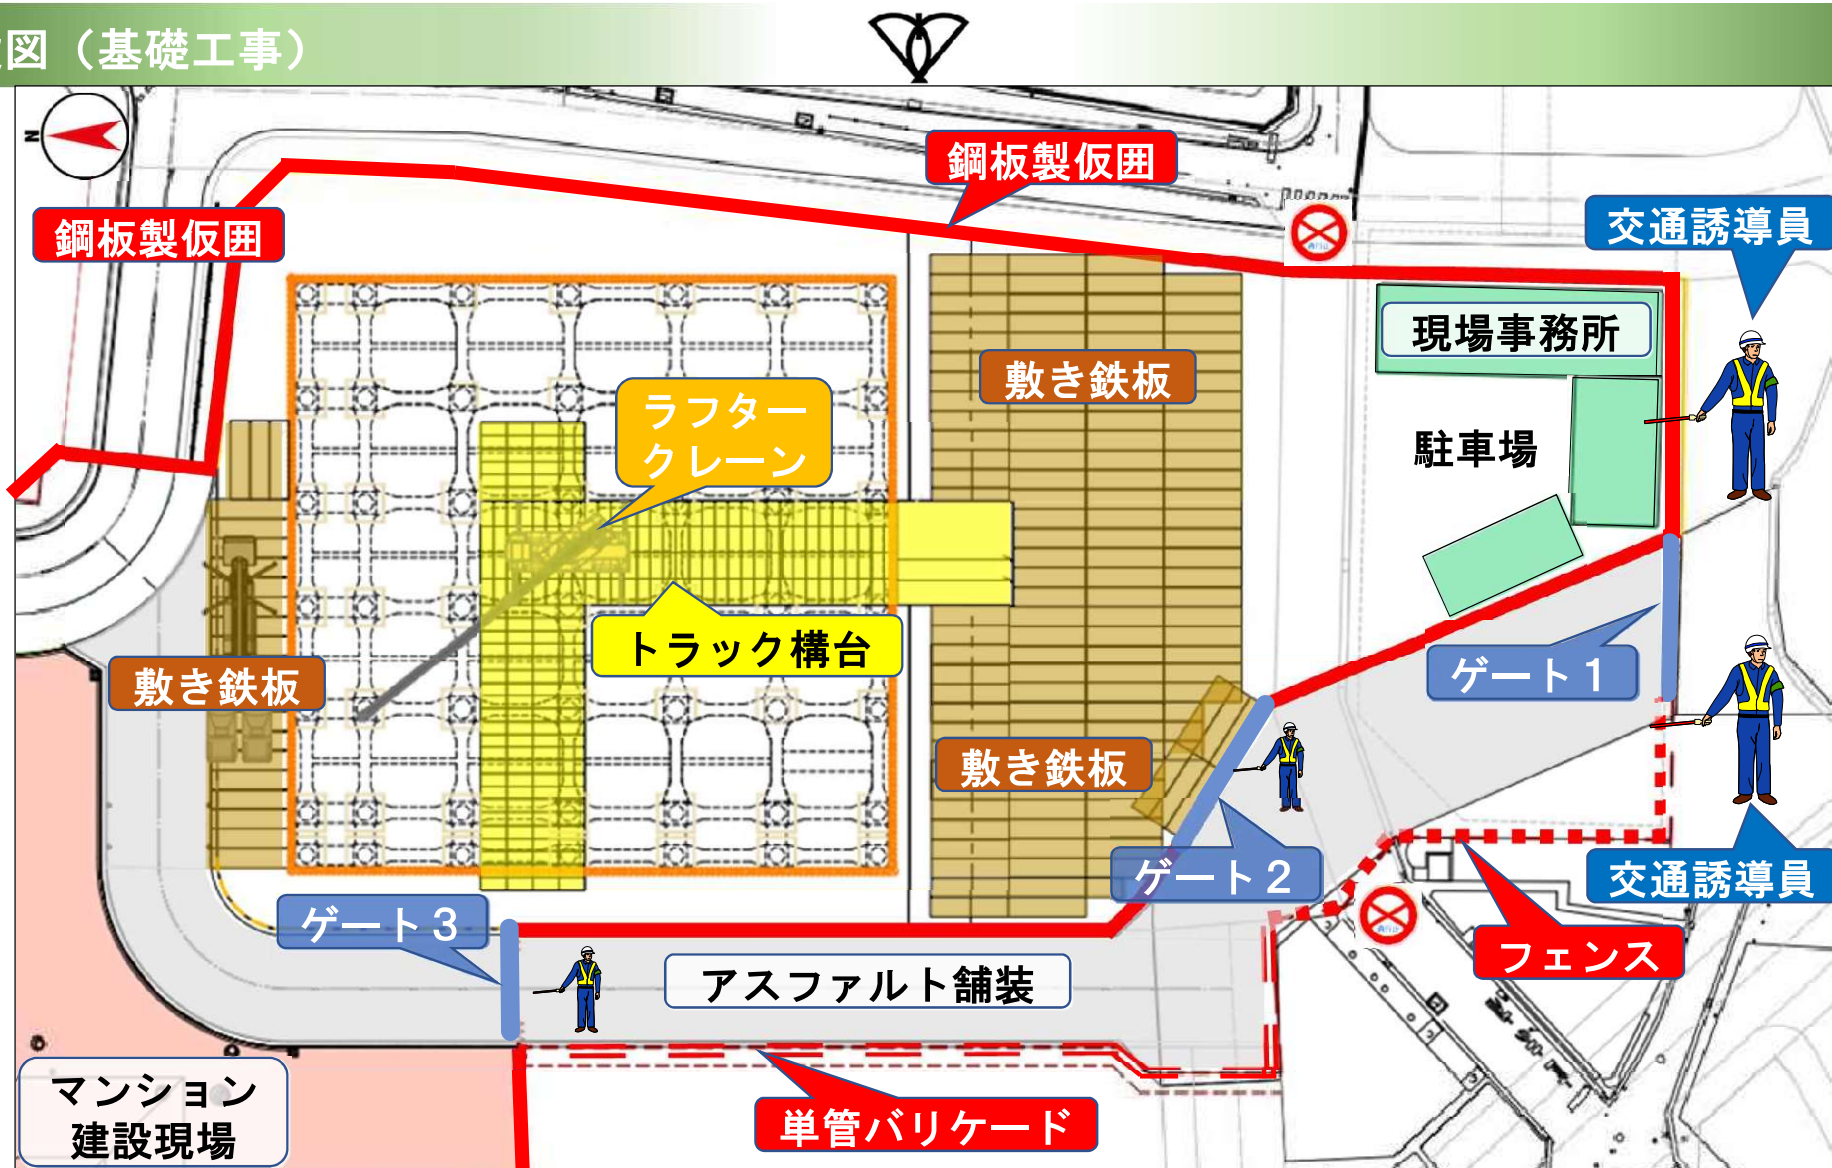 図（基礎工事）
N
鋼板製仮囲
鋼板製仮囲
交通誘導員
現場事務所
敷き鉄板
ラフター
クレーン
駐車場
トラック構台
ゲート１
敷き鉄板
敷き鉄板
ゲート２
交通誘導員
ゲート３
フェンス
アスファルト舗装
マンション
建設現場
単管バリケード